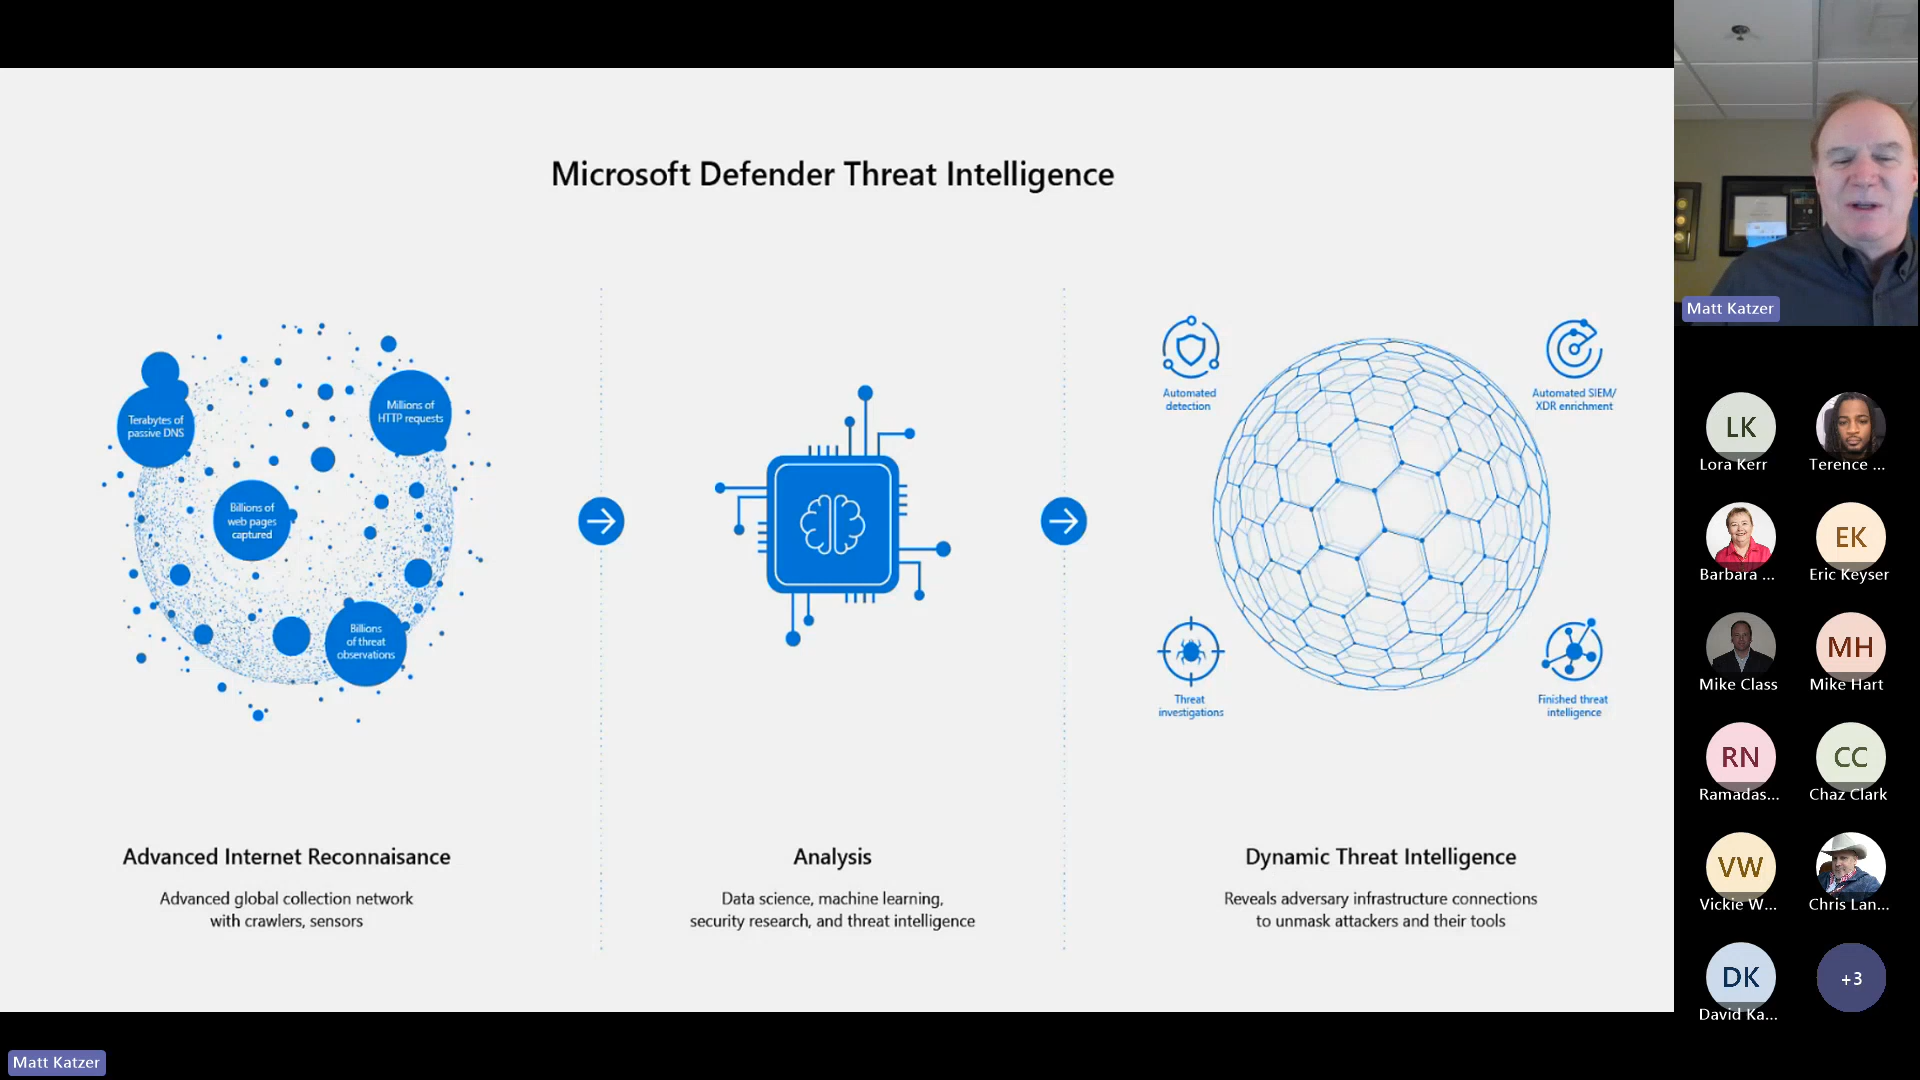 Microsoft Defender Threat Intelligence
Terabytes of
passive DNS
Millions of
HTTP requests
Billions of
web pages
captured
Billions
of threat
observations
Automated
detection
Automated SIEM/
XDR enrichment
Threat
investigations
Finished threat
intelligence
Advanced Internet Reconnaisance
Advanced global collection network
with crawlers, sensors
Analysis
Data science, machine learning,
security research, and threat intelligence
Dynamic Threat Intelligence
Reveals adversary infrastructure connections
to unmask attackers and their tools
Matt Katzer
LK
Lora Kerr
Terence ...
Barbara ...
EK
Eric Keyser
Mike Class
MH
Mike Hart
RN
Ramadas...
CC
Chaz Clark
VW
Vickie W...
Chris Lan...
DK
David Ka...
+3
Matt Katzer